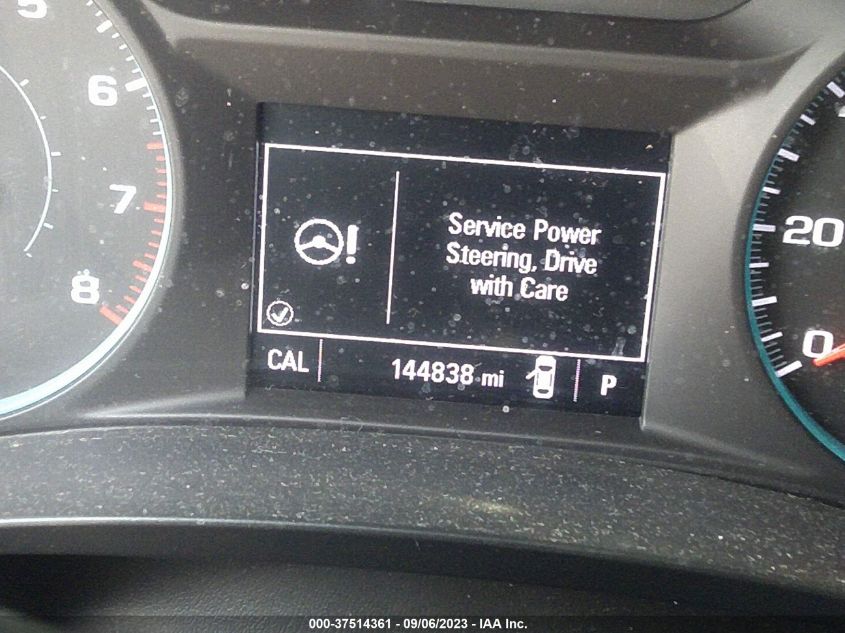 5
6
7
8
Service Power
Steering, Drive
with Care
CAL
144838 mi
P
20
0
000-37514361 - 09/06/2023 - IAA Inc.